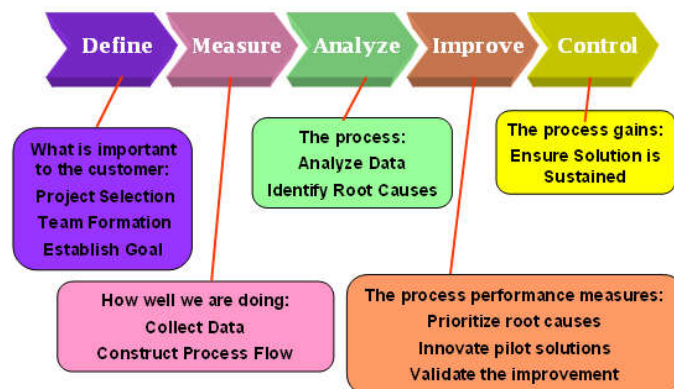 Define
Measure
Analyze
Improve
Control
What is important
to the customer:
Project Selection
Team Formation
Establish Goal
How well we are doing:
Collect Data
Construct Process Flow
The process:
Analyze Data
Identify Root Causes
The process performance measures:
Prioritize root causes
Innovate pilot solutions
Validate the improvement
The process gains:
Ensure Solution is
Sustained